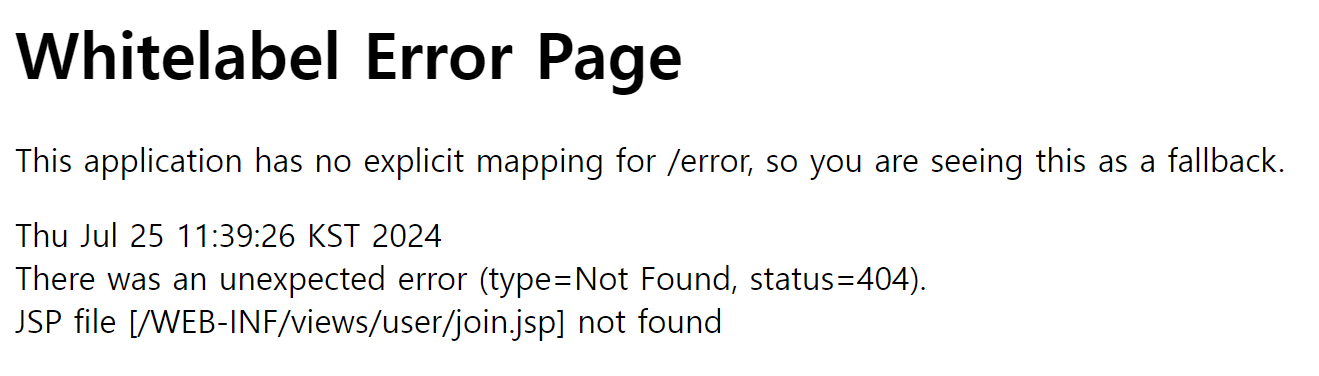 Whitelabel Error Page
This application has no explicit mapping for /error, so you are seeing this as a fallback.
Thu Jul 25 11:39:26 KST 2024
There was an unexpected error (type=Not Found, status=404).
JSP file [/WEB-INF/views/user/join.jsp] not found